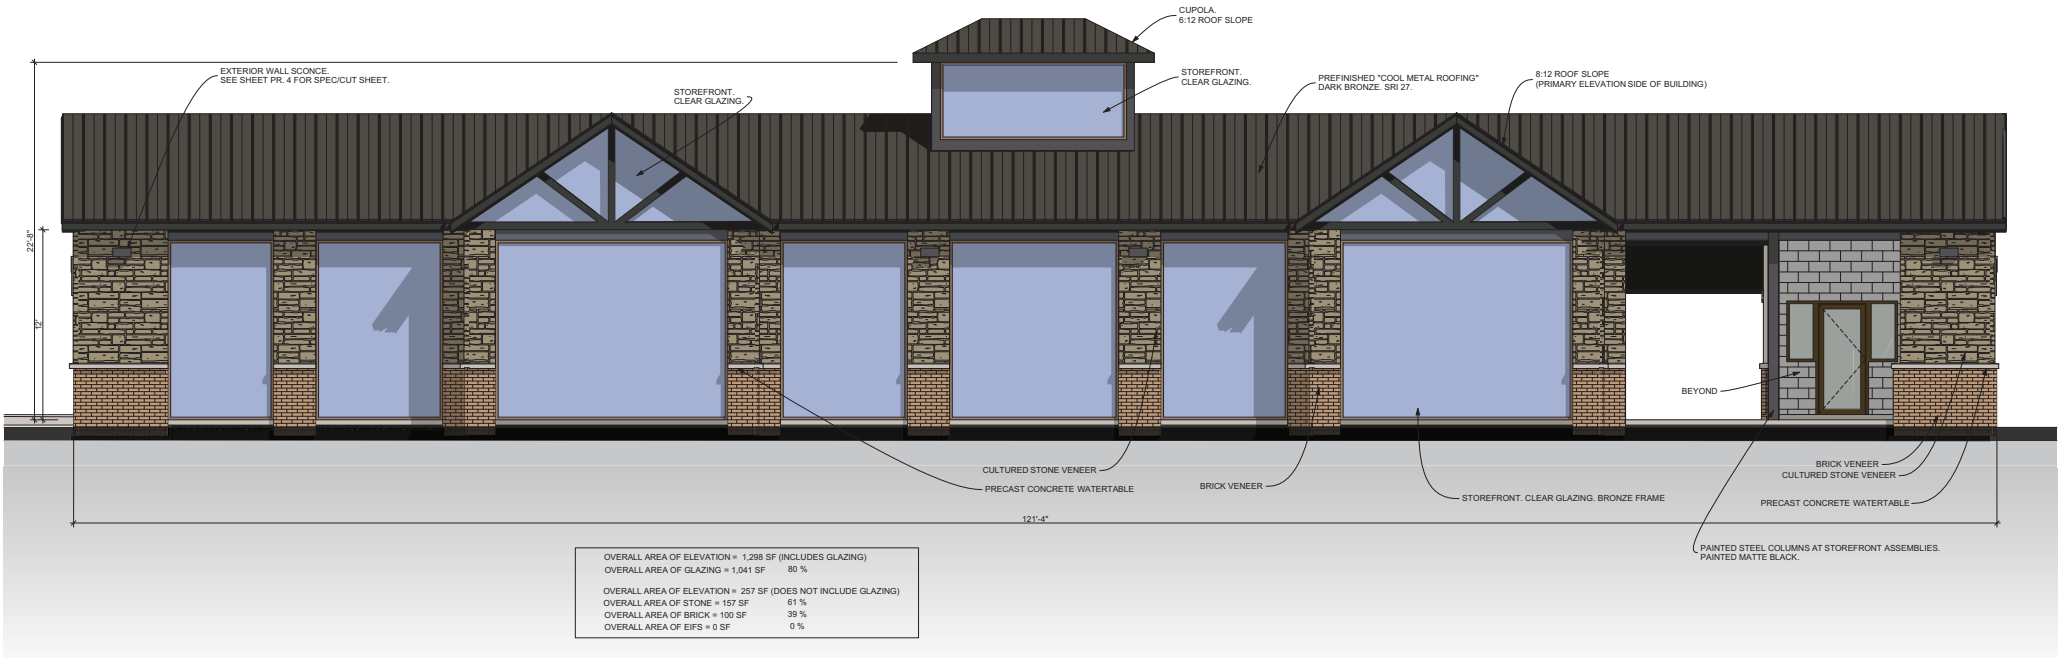 CUPOLA.
6:12 ROOF SLOPE
EXTERIOR WALL SCONCE.
SEE SHEET PR. 4 FOR SPEC/CUT SHEET.
STOREFRONT.
CLEAR GLAZING.
STOREFRONT.
CLEAR GLAZING.
PREFINISHED "COOL METAL ROOFING"
DARK BRONZE. SRI 27.
8:12 ROOF SLOPE
(PRIMARY ELEVATION SIDE OF BUILDING)
22'-8"
12'
BEYOND
CULTURED STONE VENEER
PRECAST CONCRETE WATERTABLE
BRICK VENEER
STOREFRONT. CLEAR GLAZING. BRONZE FRAME
BRICK VENEER
CULTURED STONE VENEER
PRECAST CONCRETE WATERTABLE
121'-4"
PAINTED STEEL COLUMNS AT STOREFRONT ASSEMBLIES.
PAINTED MATTE BLACK.
OVERALL AREA OF ELEVATION = 1,298 SF (INCLUDES GLAZING)
OVERALL AREA OF GLAZING = 1,041 SF 80 %
OVERALL AREA OF ELEVATION = 257 SF (DOES NOT INCLUDE GLAZING)
OVERALL AREA OF STONE = 157 SF 61 %
OVERALL AREA OF BRICK = 100 SF 39 %
OVERALL AREA OF EIFS = 0 SF 0 %